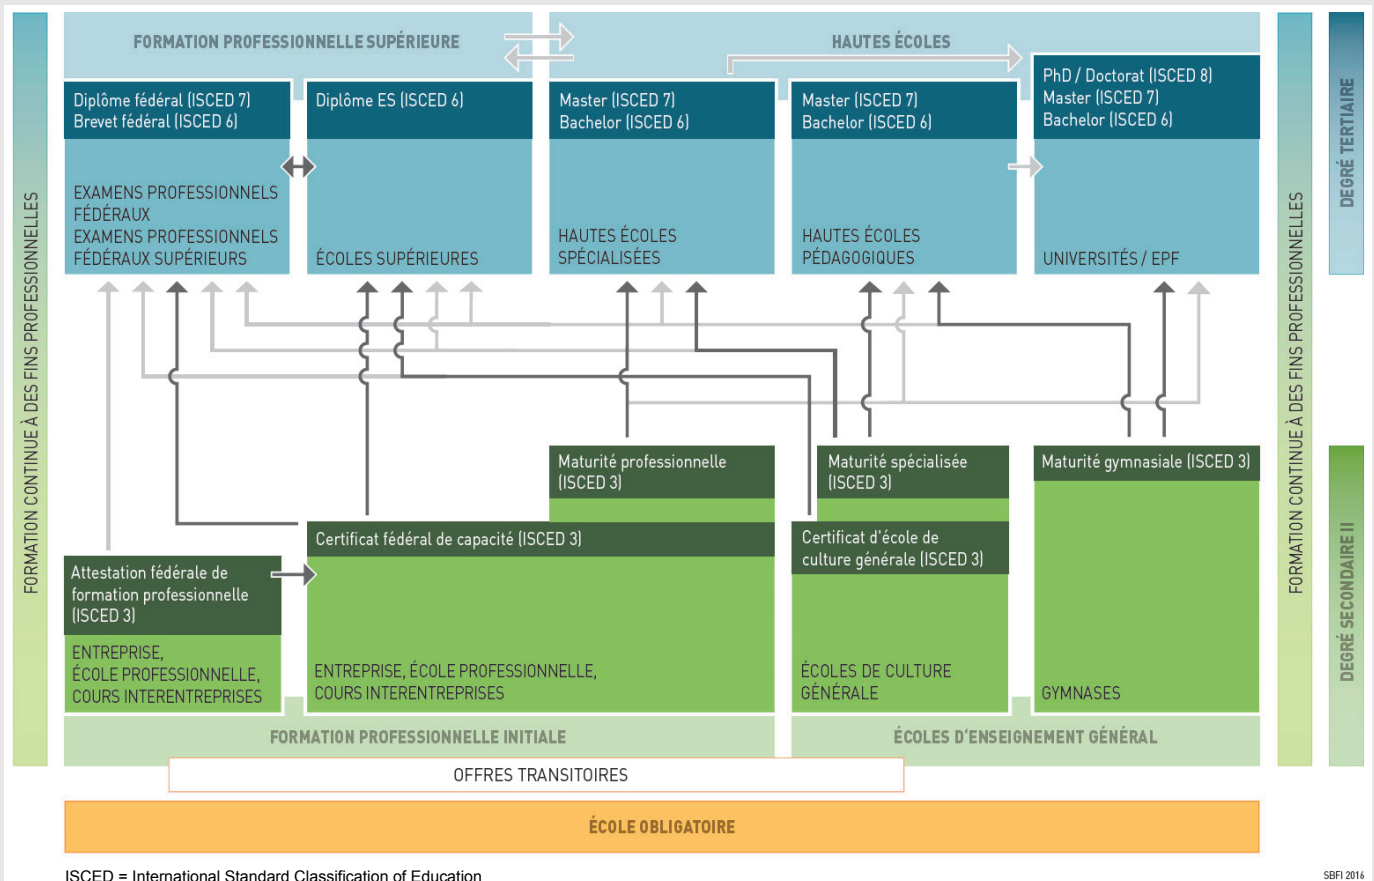 FORMATION CONTINUE À DES FINS PROFESSIONNELLES
FORMATION PROFESSIONNELLE SUPÉRIEURE
HAUTES ÉCOLES
Diplôme fédéral (ISCED 7)
Brevet fédéral (ISCED 6)
EXAMENS PROFESSIONNELS
FÉDÉRAUX
EXAMENS PROFESSIONNELS
FÉDÉRAUX SUPÉRIEURS
Diplôme ES (ISCED 6)
ÉCOLES SUPÉRIEURES
Master (ISCED 7)
Bachelor (ISCED 6)
HAUTES ÉCOLES
SPÉCIALISÉES
Master (ISCED 7)
Bachelor (ISCED 6)
HAUTES ÉCOLES
PÉDAGOGIQUES
PhD / Doctorat (ISCED 8)
Master (ISCED 7)
Bachelor (ISCED 6)
UNIVERSITÉS / EPF
FORMATION CONTINUE À DES FINS PROFESSIONNELLES
DEGRÉ TERTIAIRE
Attestation fédérale de
formation professionnelle
(ISCED 3)
ENTREPRISE,
ÉCOLE PROFESSIONNELLE,
COURS INTERENTREPRISES
Maturité professionnelle
(ISCED 3)
Certificat fédéral de capacité (ISCED 3)
ENTREPRISE, ÉCOLE PROFESSIONNELLE,
COURS INTERENTREPRISES
Maturité spécialisée
(ISCED 3)
Certificat d'école de
culture générale (ISCED 3)
ÉCOLES DE CULTURE
GÉNÉRALE
Maturité gymnasiale (ISCED 3)
GYMNASES
DEGRÉ SECONDAIRE II
FORMATION PROFESSIONNELLE INITIALE
ÉCOLES D'ENSEIGNEMENT GÉNÉRAL
OFFRES TRANSITOIRES
ÉCOLE OBLIGATOIRE
ISCED = International Standard Classification of Education
SBFI 2016